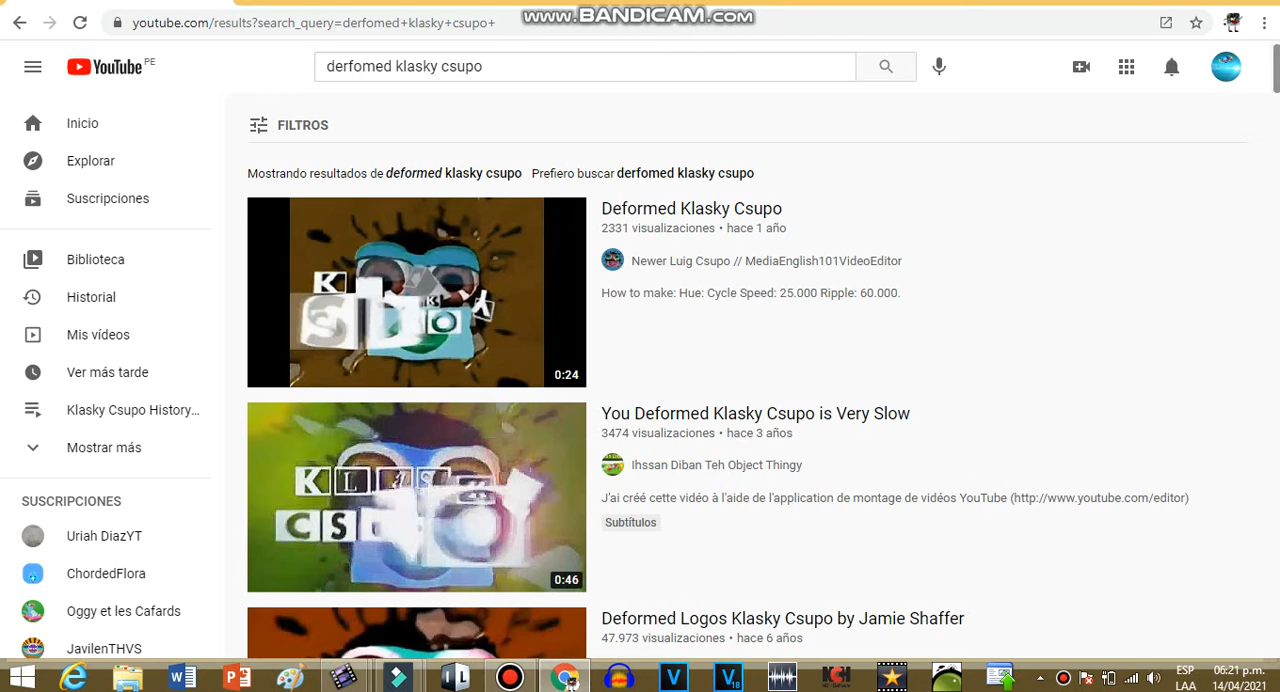 youtube.com/results?search_query=derfomed+klasky+csupo+
www.BANDICAM.com
YouTube PE
derfomed klasky csupo
Inicio
Explorar
Suscripciones
Biblioteca
Historial
Mis vídeos
Ver más tarde
Klasky Csupo History...
Mostrar más
SUSCRIPCIONES
Uriah DiazYT
ChordedFlora
Oggy et les Cafards
JavilenTHVS
FILTROS
Mostrando resultados de deformed klasky csupo Prefiero buscar derfomed klasky csupo
0:24
Deformed Klasky Csupo
2331 visualizaciones • hace 1 año
Newer Luig Csupo // MediaEnglish101VideoEditor
How to make: Hue: Cycle Speed: 25.000 Ripple: 60.000.
0:46
You Deformed Klasky Csupo is Very Slow
3474 visualizaciones • hace 3 años
Ihssan Diban Teh Object Thingy
J'ai créé cette vidéo à l'aide de l'application de montage de vidéos YouTube (http://www.youtube.com/editor)
Subtítulos
Deformed Logos Klasky Csupo by Jamie Shaffer
47.973 visualizaciones • hace 6 años
ESP
LAA
06:21 p.m.
14/04/2021